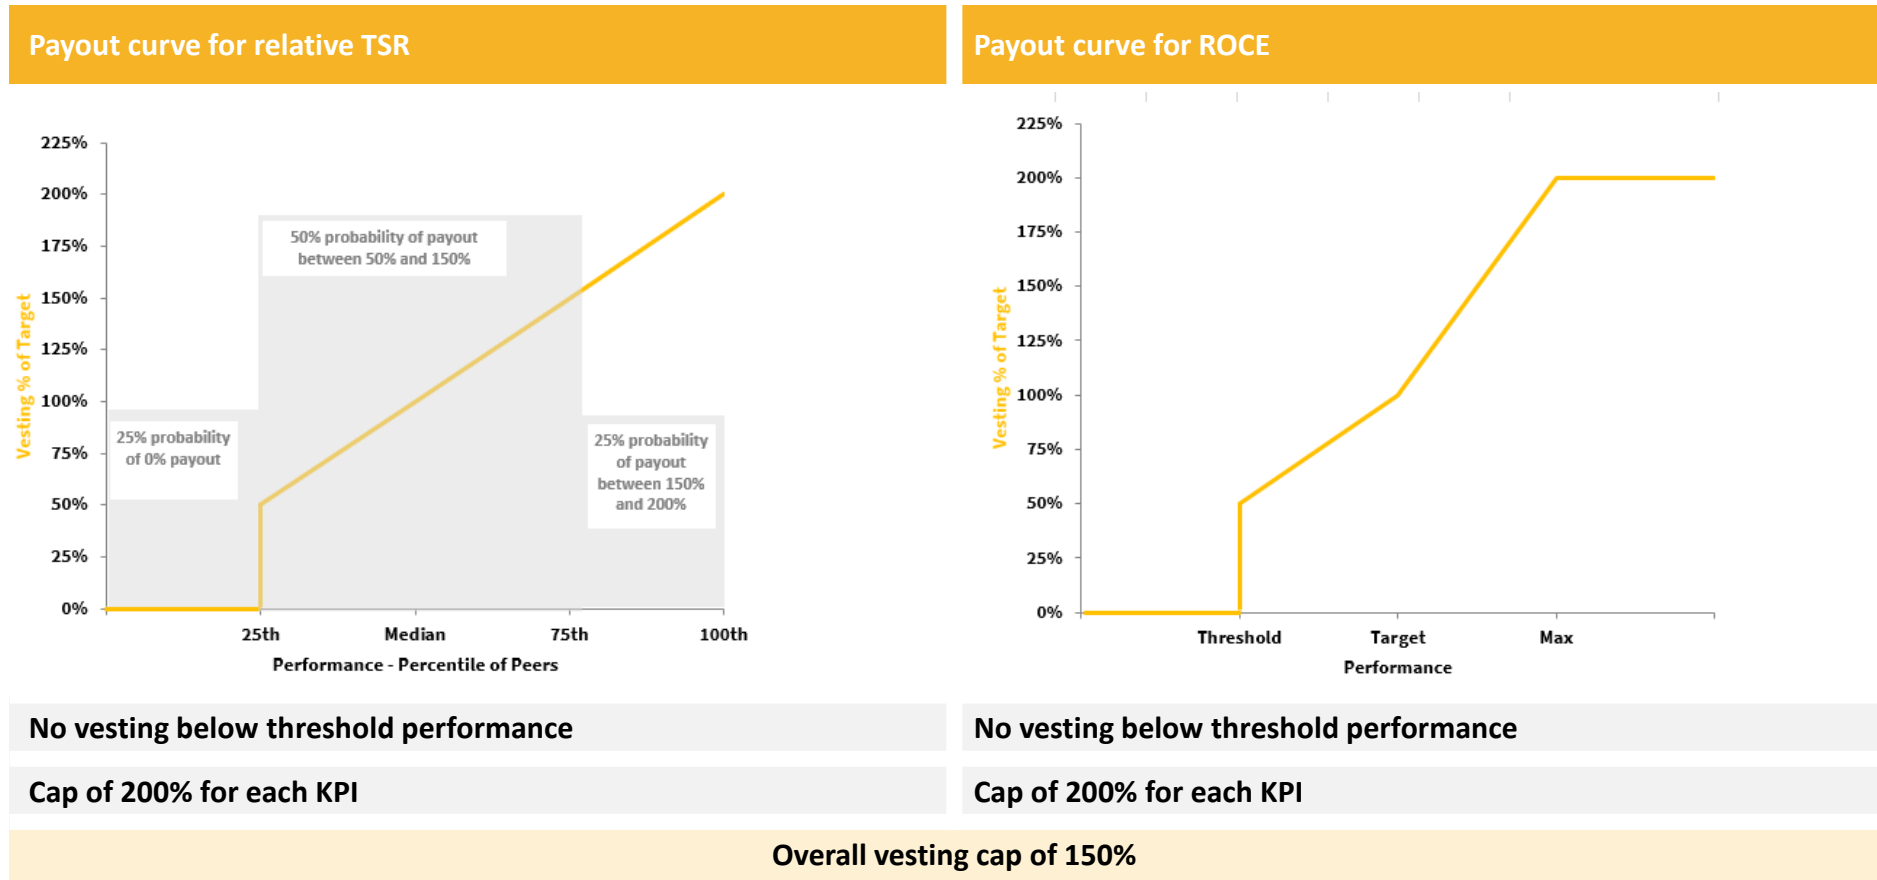 Payout curve for relative TSR
225%
200%
175%
150%
125%
100%
75%
50%
25%
0%
Vesting % of Target
50% probability of payout
between 50% and 150%
25% probability
of 0% payout
25% probability
of payout
between 150%
and 200%
25th
Median
75th
100th
Performance - Percentile of Peers
No vesting below threshold performance
Cap of 200% for each KPI
Payout curve for ROCE
225%
200%
175%
150%
125%
100%
75%
50%
25%
0%
Vesting % of Target
Threshold
Target
Max
Performance
No vesting below threshold performance
Cap of 200% for each KPI
Overall vesting cap of 150%